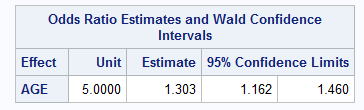 Odds Ratio Estimates and Wald Confidence
Intervals
Effect Unit Estimate 95% Confidence Limits
AGE 5.0000 1.303 1.162 1.460